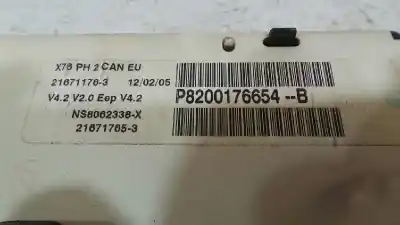 X76 PH 2 CAN EU
21671176-3 12/02/05
V4.2 V2.0 Eep V4.2
P8200176654--B
NS8062338-X
21671765-3